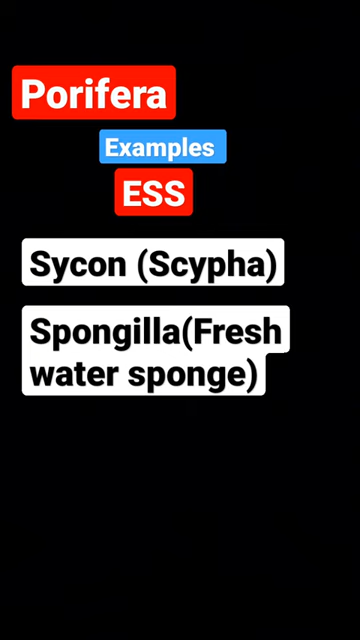 Porifera
Examples
ESS
Sycon (Scypha)
Spongilla(Fresh
water sponge)